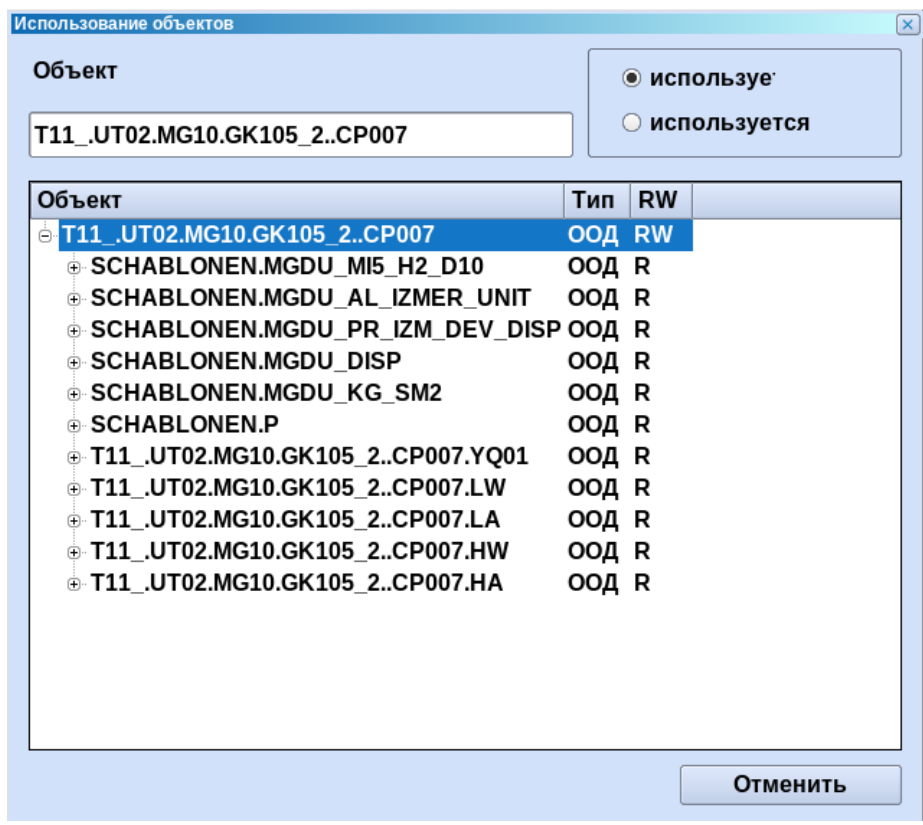 Использование объектов
Объект
используе
используется
T11_.UT02.MG10.GK105_2..CP007
Объект Тип RW
T11_.UT02.MG10.GK105_2..CP007 ООД RW
SCHABLONEN.MGDU_MI5_H2_D10 ООД R
SCHABLONEN.MGDU_AL_IZMER_UNIT ООД R
SCHABLONEN.MGDU_PR_IZM_DEV_DISP ООД R
SCHABLONEN.MGDU_DISP ООД R
SCHABLONEN.MGDU_KG_SM2 ООД R
SCHABLONEN.P ООД R
T11_.UT02.MG10.GK105_2..CP007.YQ01 ООД R
T11_.UT02.MG10.GK105_2..CP007.LW ООД R
T11_.UT02.MG10.GK105_2..CP007.LA ООД R
T11_.UT02.MG10.GK105_2..CP007.HW ООД R
T11_.UT02.MG10.GK105_2..CP007.HA ООД R
Отменить